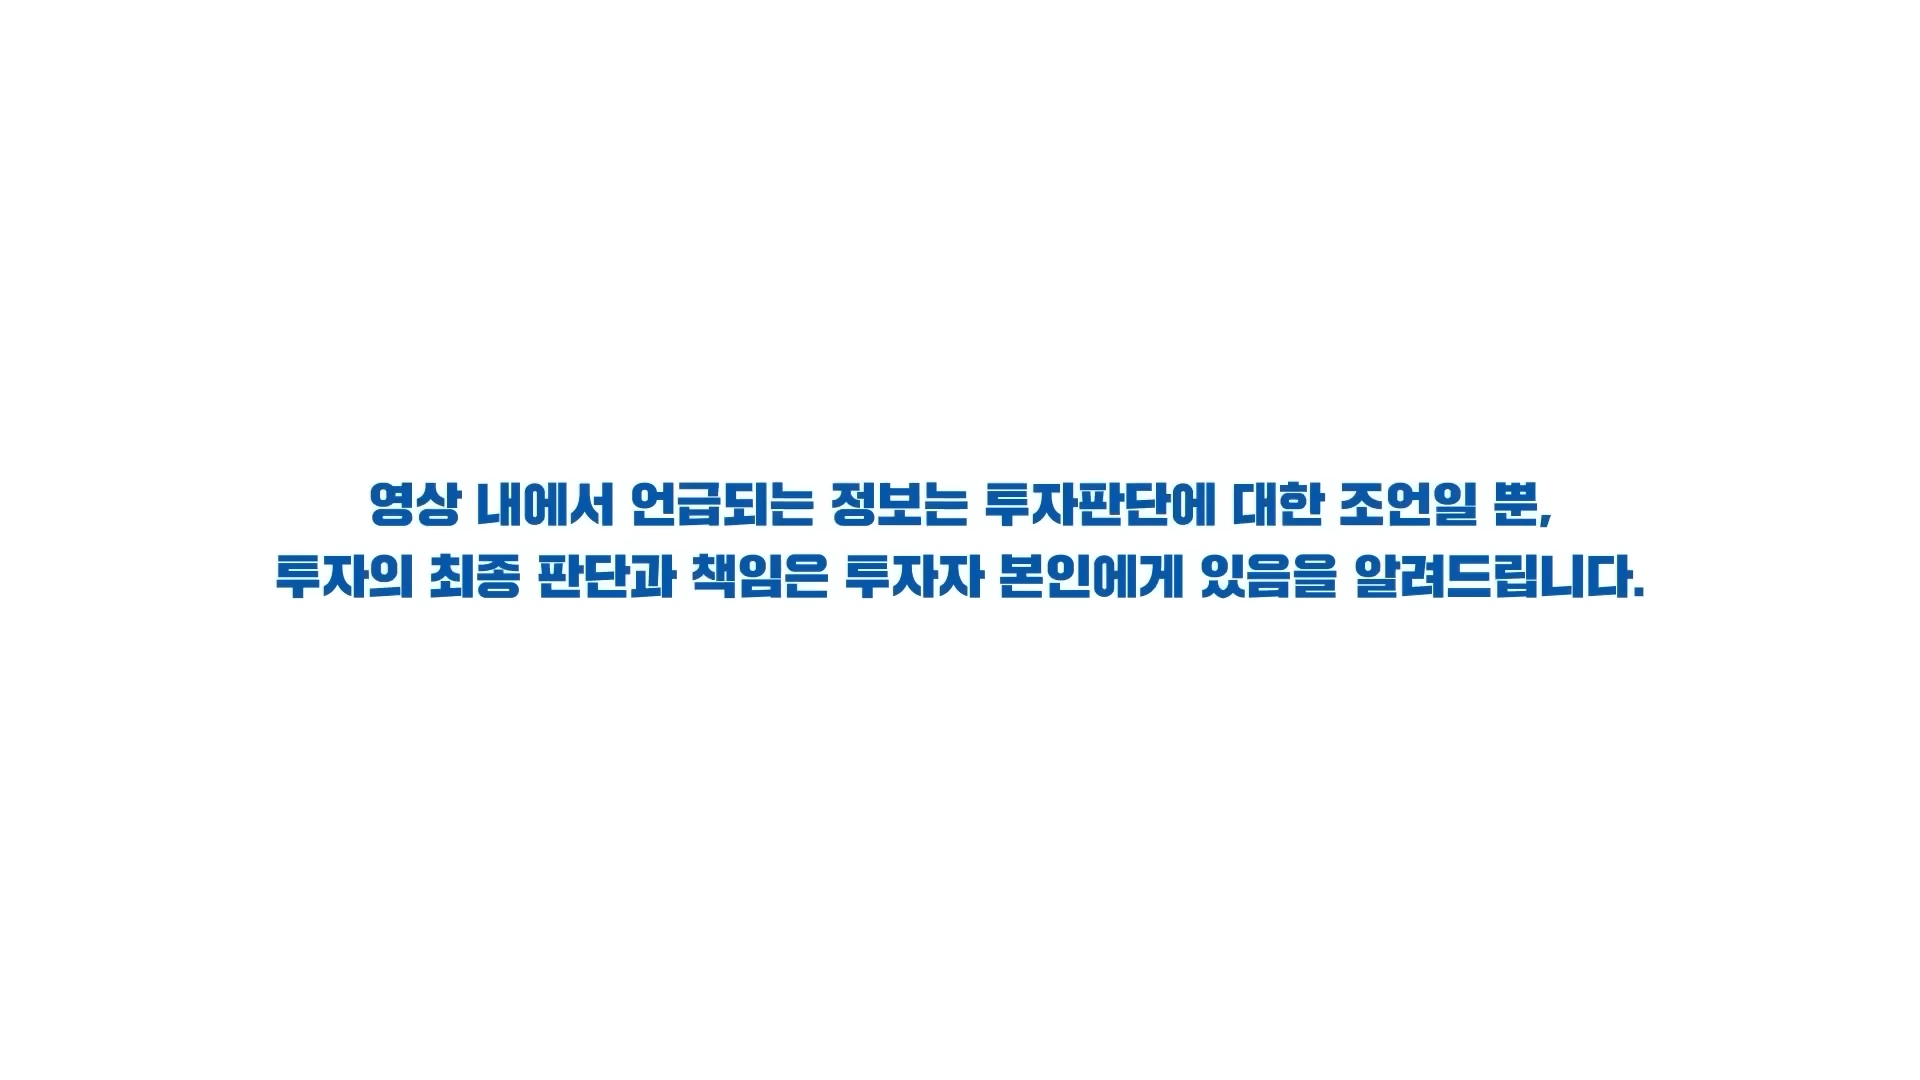 영상 내에서 언급되는 정보는 투자판단에 대한 조언일 뿐,
투자의 최종 판단과 책임은 투자자 본인에게 있음을 알려드립니다.